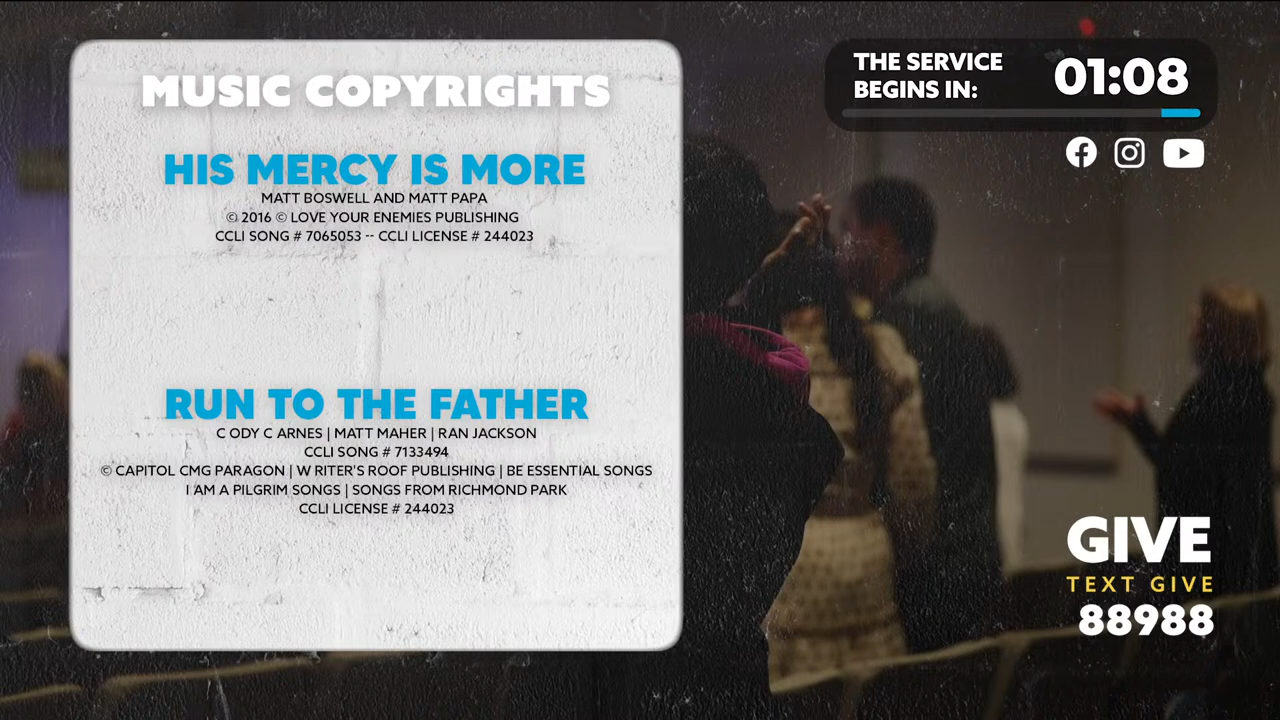 MUSIC COPYRIGHTS
HIS MERCY IS MORE
MATT BOSWELL AND MATT PAPA
© 2016 © LOVE YOUR ENEMIES PUBLISHING
CCLI SONG # 7065053 -- CCLI LICENSE # 244023
RUN TO THE FATHER
C ODY C ARNES | MATT MAHER | RAN JACKSON
CCLI SONG # 7133494
© CAPITOL CMG PARAGON | W RITER'S ROOF PUBLISHING | BE ESSENTIAL SONGS
I AM A PILGRIM SONGS | SONGS FROM RICHMOND PARK
CCLI LICENSE # 244023
THE SERVICE
BEGINS IN:
01:08
GIVE
TEXT GIVE
88988